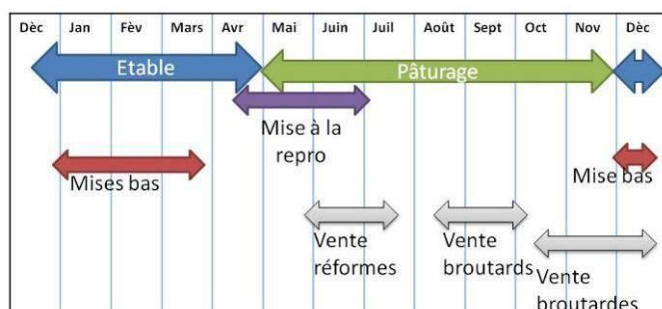 Dèc Jan Fèv Mars Avr Mai Juin Juil Août Sept Oct Nov Dèc
Etable
Pâturage
Mise à la
repro
Mises bas
Mise bas
Vente
réformes
Vente
broutards
Vente
broutardes